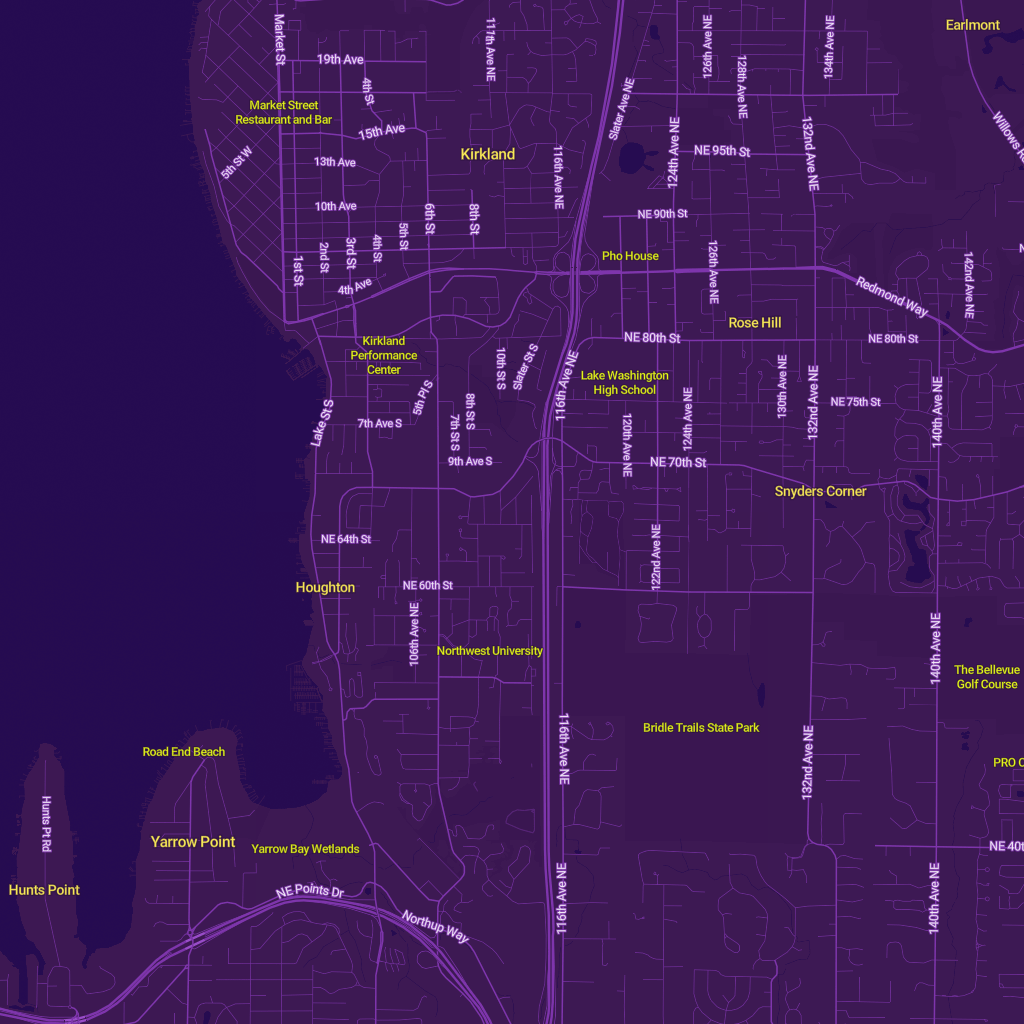 Market St
111th Ave NE
126th Ave NE
134th Ave NE
Earlmont
19th Ave
128th Ave NE
4th St
Slater Ave NE
Market Street
Restaurant and Bar
15th Ave
Willows R
5th St W
13th Ave
Kirkland
116th Ave NE
124th Ave NE
NE 95th St
132nd Ave NE
10th Ave
6th St
8th St
NE 90th St
1st St
2nd St
3rd St
4th St
5th St
Pho House
126th Ave NE
142nd Ave NE
N
4th Ave
Redmond Way
Rose Hill
Kirkland
Performance
Center
10th St S
Slater St S
116th Ave NE
NE 80th St
NE 80th St
Lake Washington
High School
130th Ave NE
132nd Ave NE
NE 75th St
140th Ave NE
Lake St S
7th Ave S
5th Pl S
7th St S
8th St S
120th Ave NE
124th Ave NE
9th Ave S
NE 70th St
Snyders Corner
NE 64th St
122nd Ave NE
Houghton
NE 60th St
106th Ave NE
Northwest University
140th Ave NE
The Bellevue
Golf Course
Road End Beach
116th Ave NE
Bridle Trails State Park
132nd Ave NE
PRO C
Hunts Pt Rd
Yarrow Point
Yarrow Bay Wetlands
NE 40t
Hunts Point
NE Points Dr
Northup Way
116th Ave NE
140th Ave NE